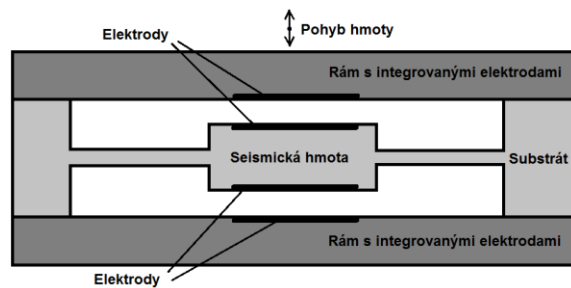 Elektrody
Pohyb hmoty
Rám s integrovanými elektrodami
Seismická hmota
Substrát
Rám s integrovanými elektrodami
Elektrody